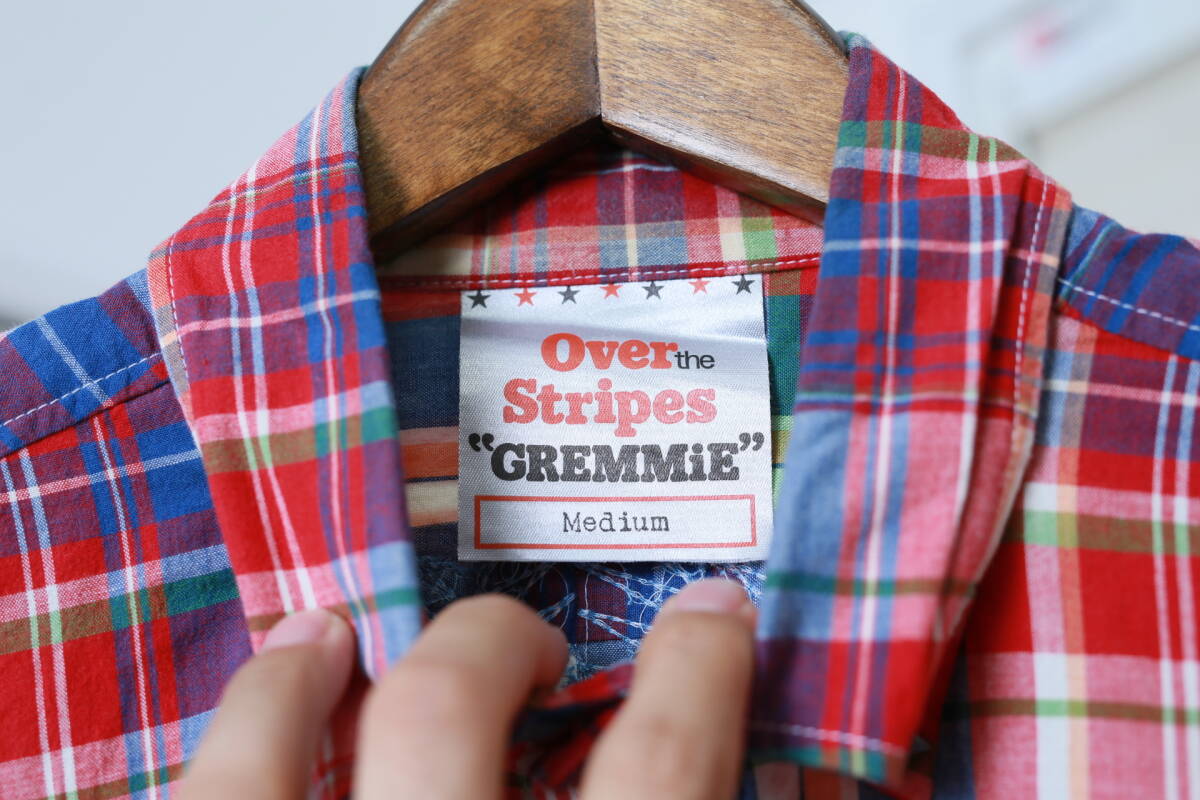 Over the
Stripes
“GREMMiE”
Medium